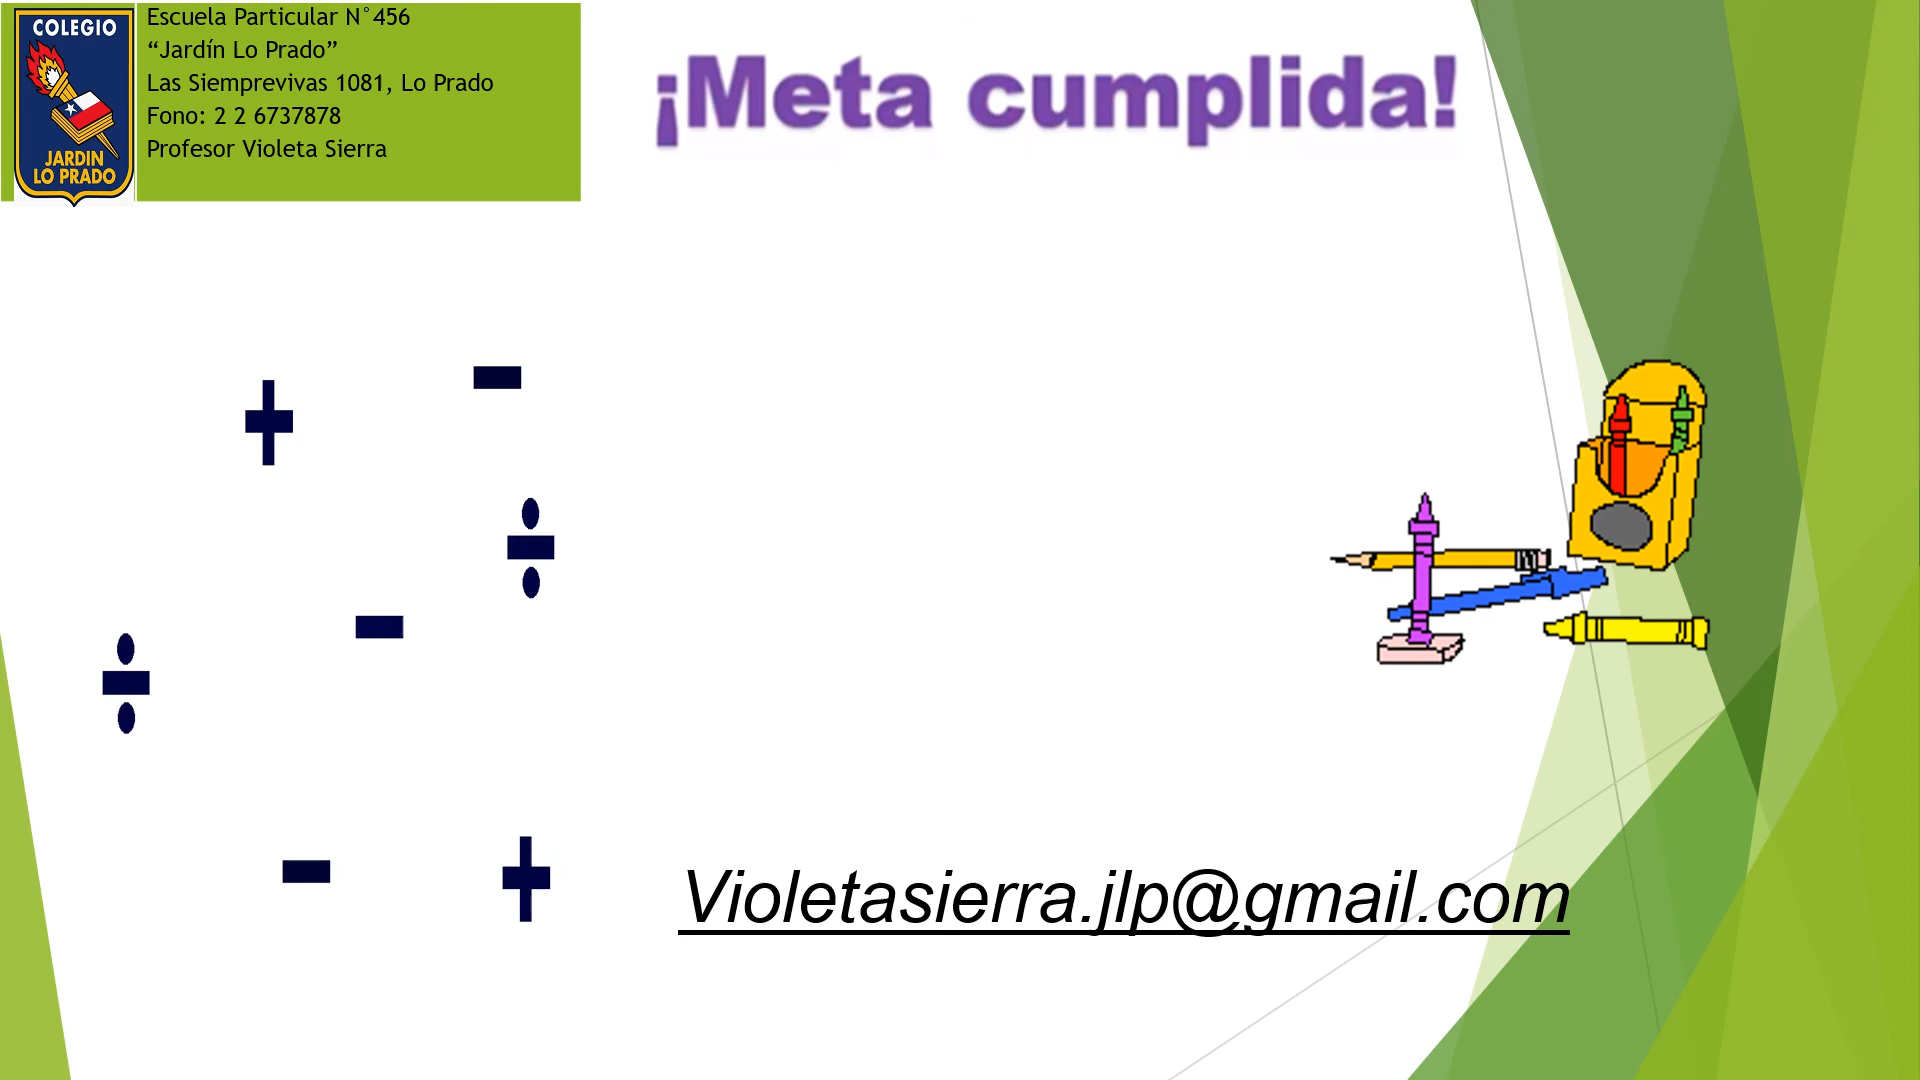 COLEGIO
JARDIN
LO PRADO
Escuela Particular N°456
“Jardín Lo Prado”
Las Siemprevivas 1081, Lo Prado
Fono: 2 2 6737878
Profesor Violeta Sierra
¡Meta cumplida!
+
-
÷
-
÷
-
+
Violetasierra.jlp@gmail.com